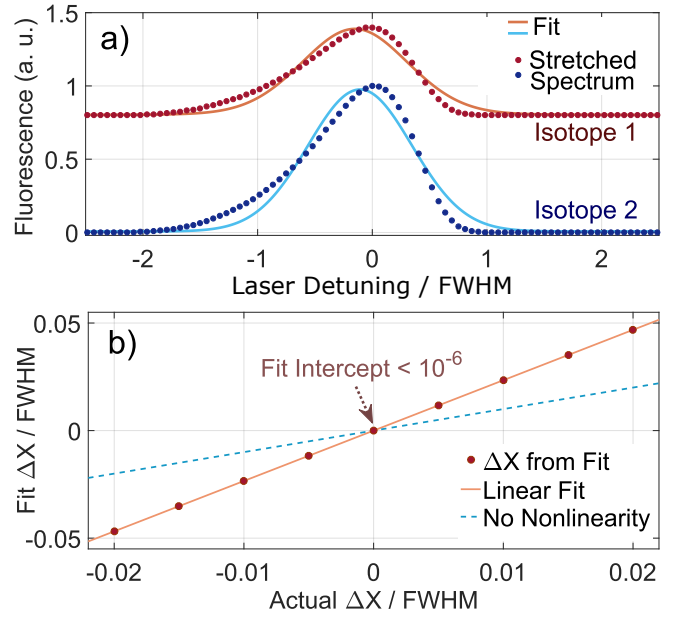 a)
Fit
Stretched
Spectrum
Isotope 1
Isotope 2
Fluorescence (a. u.)
1.5
1
0.5
0
-2
-1
0
1
2
Laser Detuning / FWHM
b)
Fit Intercept < 10⁻⁶
ΔX from Fit
Linear Fit
No Nonlinearity
Fit ΔX / FWHM
0.05
0
-0.05
-0.02
-0.01
0
0.01
0.02
Actual ΔX / FWHM